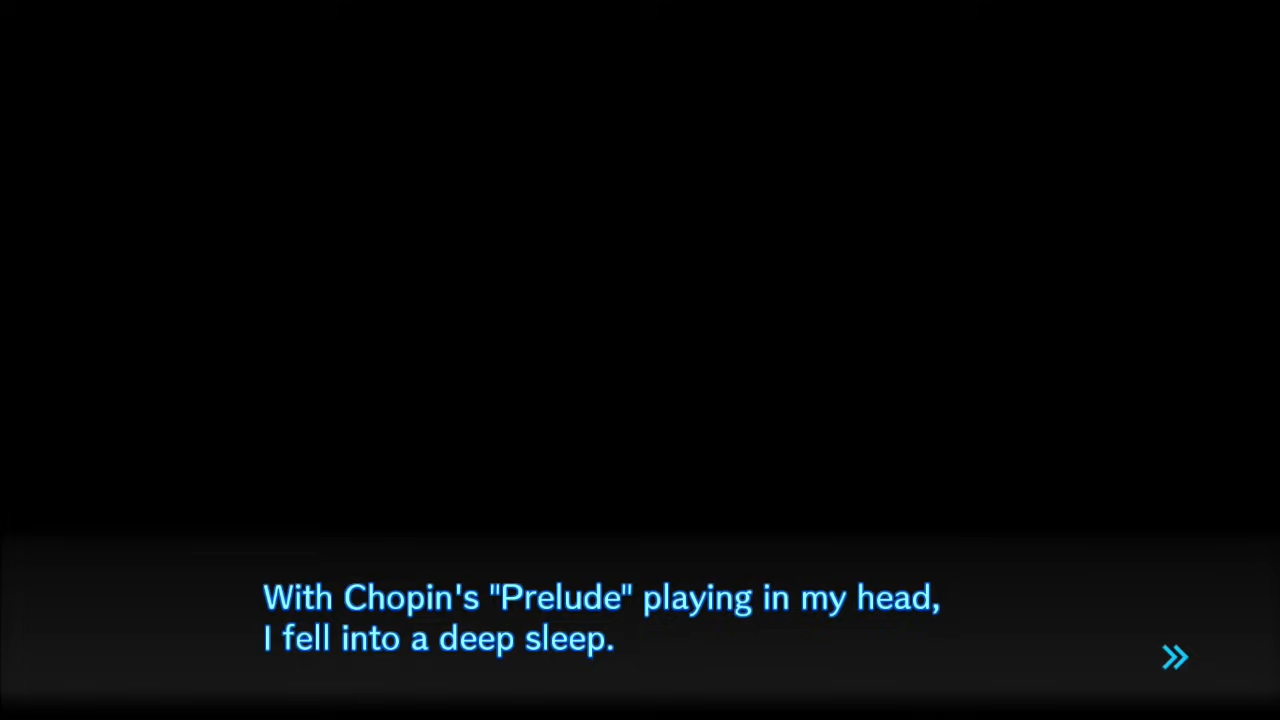 With Chopin's "Prelude" playing in my head,
I fell into a deep sleep.